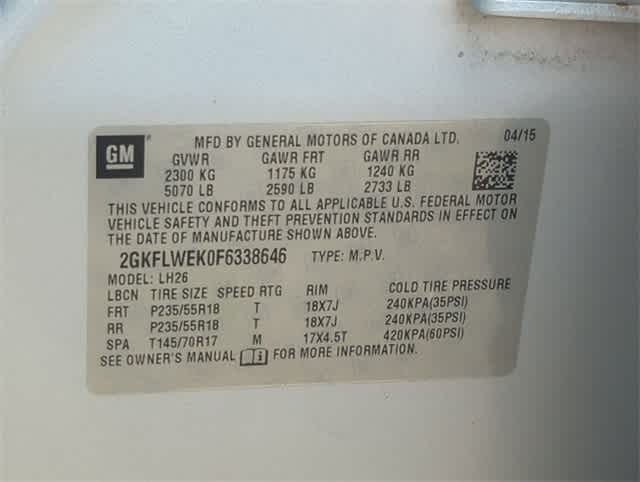 GM MFD BY GENERAL MOTORS OF CANADA LTD. 04/15
GVWR GAWR FRT GAWR RR
2300 KG 1175 KG 1240 KG
5070 LB 2590 LB 2733 LB
THIS VEHICLE CONFORMS TO ALL APPLICABLE U.S. FEDERAL MOTOR
VEHICLE SAFETY AND THEFT PREVENTION STANDARDS IN EFFECT ON
THE DATE OF MANUFACTURE SHOWN ABOVE.
2GKFLWEK0F6338646 TYPE: M.P.V.
MODEL: LH26
LBCN TIRE SIZE SPEED RTG RIM COLD TIRE PRESSURE
FRT P235/55R18 T 18X7J 240KPA(35PSI)
RR P235/55R18 T 18X7J 240KPA(35PSI)
SPA T145/70R17 M 17X4.5T 420KPA(60PSI)
SEE OWNER'S MANUAL FOR MORE INFORMATION.